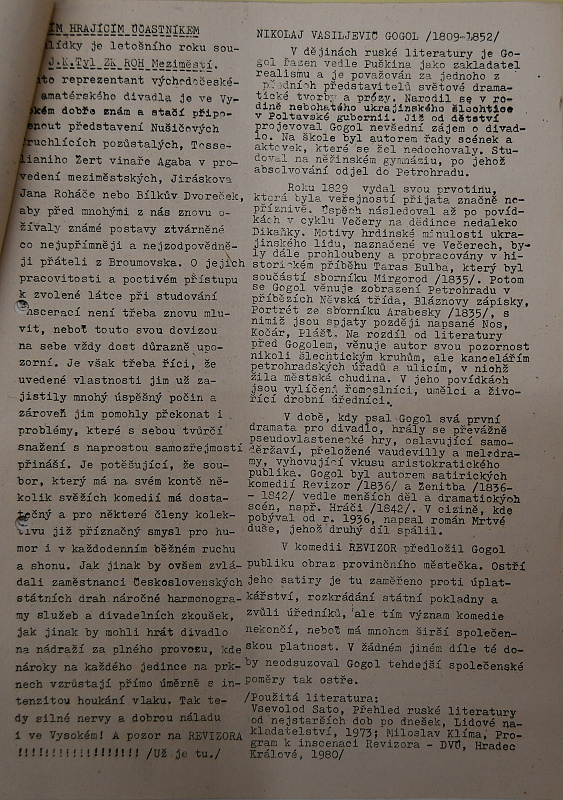 ÍM HRAJÍCÍM ÚČASTNÍKEM
lídky je letošního roku sou-
J.K.Tyl ZK ROH Meziměstí.
to reprezentant východočeské-
amatérského divadla je ve Vy-
kém dobře znám a stačí připo-
enout představení Nušičových
ruchlících pozůstalých, Tosse-
lianiho Žert vinaře Agaba v pro-
vedení meziměstských, Jiráskova
Jana Roháče nebo Bílkův Dvoreček,
aby před mnohými z nás znovu o-
žívaly známé postavy ztvárněné
co nejupřímněji a nejzodpovědně-
ji přáteli z Broumovska. O jejich
pracovitosti a poctivém přístupu
k zvolené látce při studování
inscenací není třeba znovu mlu-
vit, neboť touto svou devizou
na sebe vždy dost důrazně upo-
zorní. Je však třeba říci, že
uvedené vlastnosti jim už za-
jistily mnohý úspěšný počin a
zároveň jim pomohly překonat i
problémy, které s sebou tvůrčí
snažení s naprostou samozřejmostí
přináší. Je potěšující, že sou-
bor, který má na svém kontě ně-
kolik svěžích komedií má dosta-
tečný a pro některé členy kolek-
tivu již příznačný smysl pro hu-
mor i v každodenním běžném ruchu
a shonu. Jak jinak by ovšem zvlá-
dali zaměstnanci Československých
státních drah náročné harmonogra-
my služeb a divadelních zkoušek,
jak jinak by mohli hrát divadlo
na nádraží za plného provozu, kde
nároky na každého jedince na prk-
nech vzrůstají přímo úměrně s in-
tenzitou houkání vlaku. Tak te-
dy silné nervy a dobrou náladu
i ve Vysokém! A pozor na REVIZORA
!!!!!!!!!!!!!!!!!!! /Už je tu./

NIKOLAJ VASILJEVIČ GOGOL /1809-1852/
V dějinách ruské literatury je Go-
gol řazen vedle Puškina jako zakladatel
realismu a je považován za jednoho z
předních představitelů světové drama-
tické tvorby a prózy. Narodil se v ro-
dině nebohatého ukrajinského šlechtice
v Poltavské gubernii. Již od dětství
projevoval Gogol nevšední zájem o divad-
lo. Na škole byl autorem řady scének a
aktovek, které se žel nedochovaly. Stu-
doval na něžinském gymnáziu, po jehož
absolvování odjel do Petrohradu.
Roku 1829 vydal svou prvotinu,
která byla veřejností přijata značně ne-
příznivě. Úspěch následoval až po povíd-
kách v cyklu Večery na dědince nedaleko
Dikaňky. Motivy hrdinské minulosti ukra-
jinského lidu, naznačené ve Večerech, by-
ly dále prohloubeny a propracovány v hi-
storickém příběhu Taras Bulba, který byl
součástí sborníku Mirgorod /1835/. Potom
se Gogol věnuje zobrazení Petrohradu v
příbězích Něvská třída, Bláznovy zápisky,
Portrét ze sborníku Arabesky /1835/, s
nimiž jsou spjaty později napsané Nos,
Kočár, Plášť. Na rozdíl od literatury
před Gogolem, věnuje autor svou pozornost
nikoli šlechtickým kruhům, ale kancelářím
petrohradských úřadů a ulicím, v nichž
žila městská chudina. V jeho povídkách
jsou vylíčeni řemeslníci, umělci a živo-
řící drobní úředníci.
V době, kdy psal Gogol svá první
dramata pro divadlo, hrály se převážně
pseudovlastenecké hry, oslavující samo-
děržaví, přeložené vaudevilly a melodra-
my, vyhovující vkusu aristokratického
publika. Gogol byl autorem satirických
komedií Revizor /1836/ a Ženitba /1836-
- 1842/ vedle menších děl a dramatických
scén, např. Hráči /1842/. V cizině, kde
pobýval od r. 1936, napsal román Mrtvé
duše, jehož druhý díl spálil.
V komedii REVIZOR předložil Gogol
publiku obraz provinčního městečka. Ostří
jeho satiry je tu zaměřeno proti úplat-
kářství, rozkrádání státní pokladny a
zvůli úředníků, ale tím význam komedie
nekončí, neboť má mnohem širší společen-
skou platnost. V žádném jiném díle té do-
by neodsuzoval Gogol tehdejší společenské
poměry tak ostře.
/Použitá literatura:
Vsevolod Sato, Přehled ruské literatury
od nejstarších dob po dnešek, Lidové na-
kladatelství, 1973; Miloslav Klíma, Pro-
gram k inscenaci Revizora - DVÚ, Hradec
Králové, 1980/